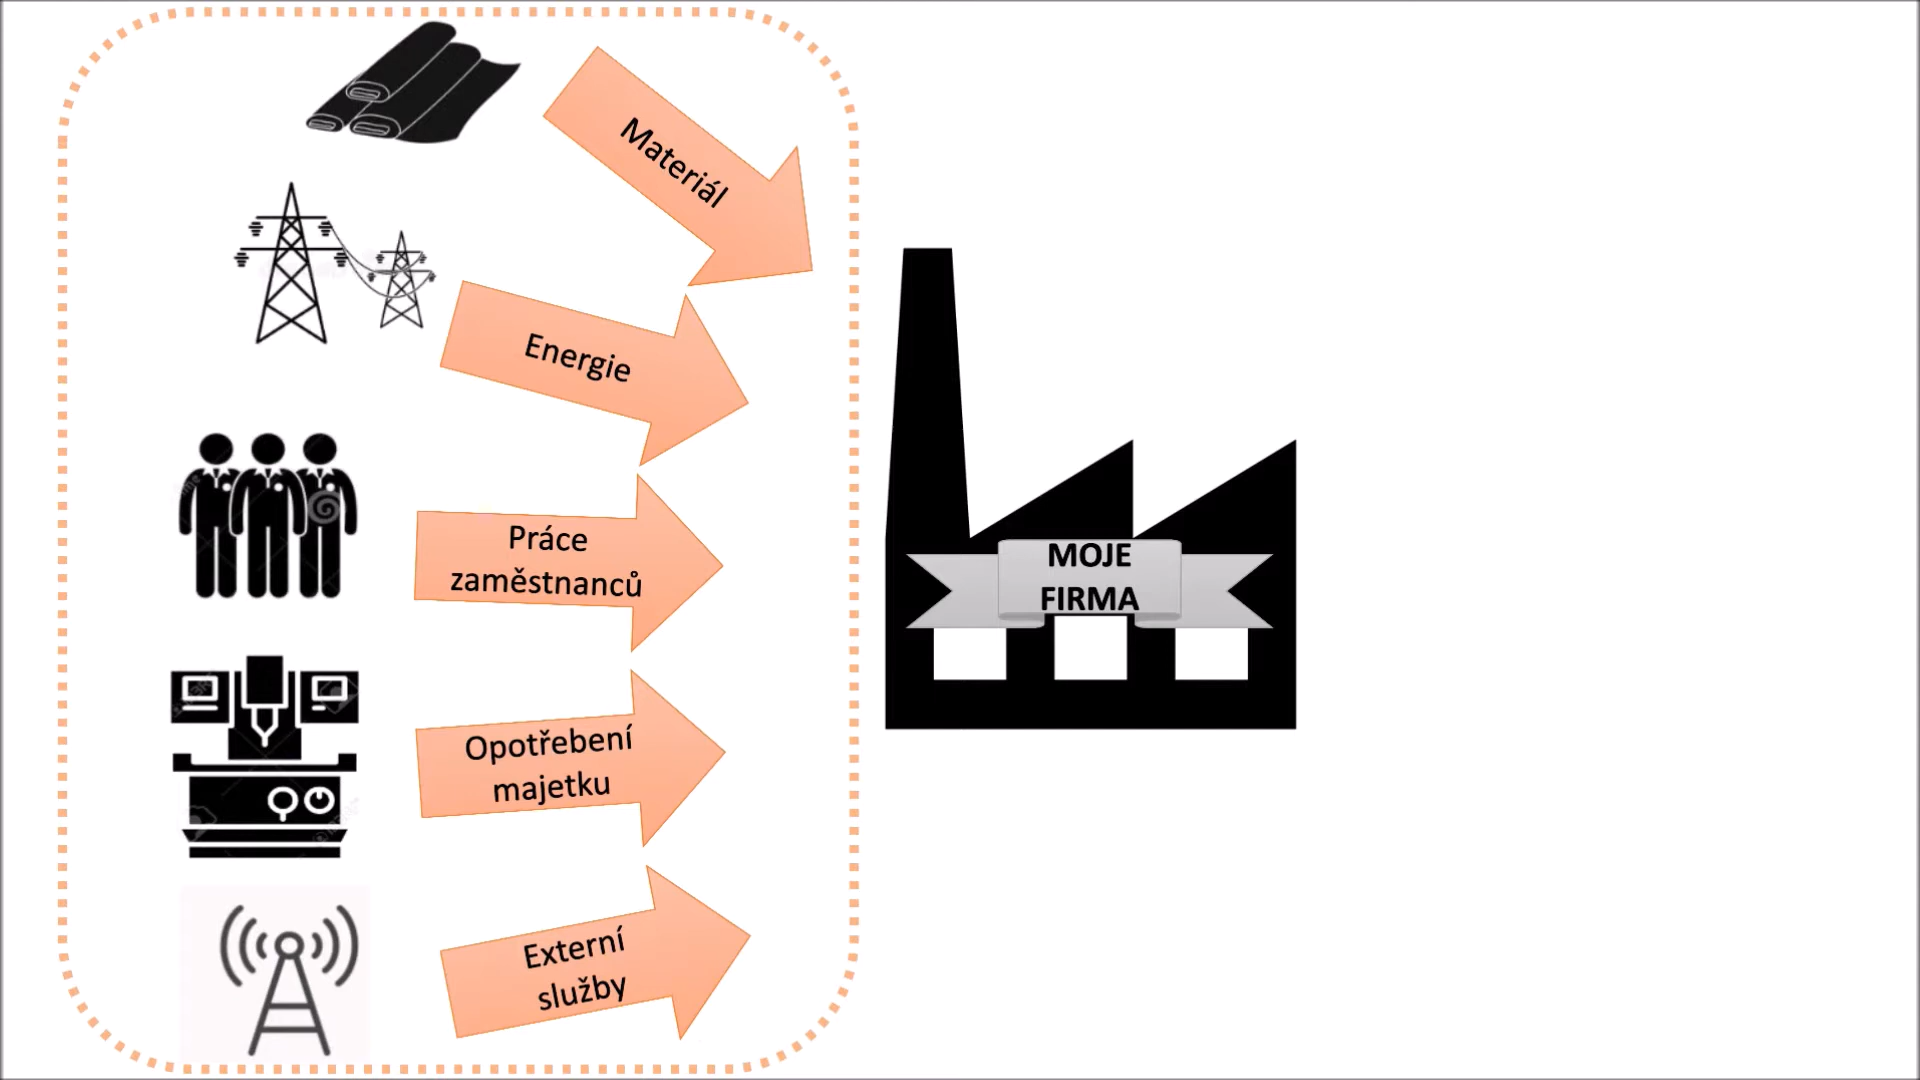 Materiál
Energie
Práce
zaměstnanců
MOJE
FIRMA
Opotřebení
majetku
Externí
služby